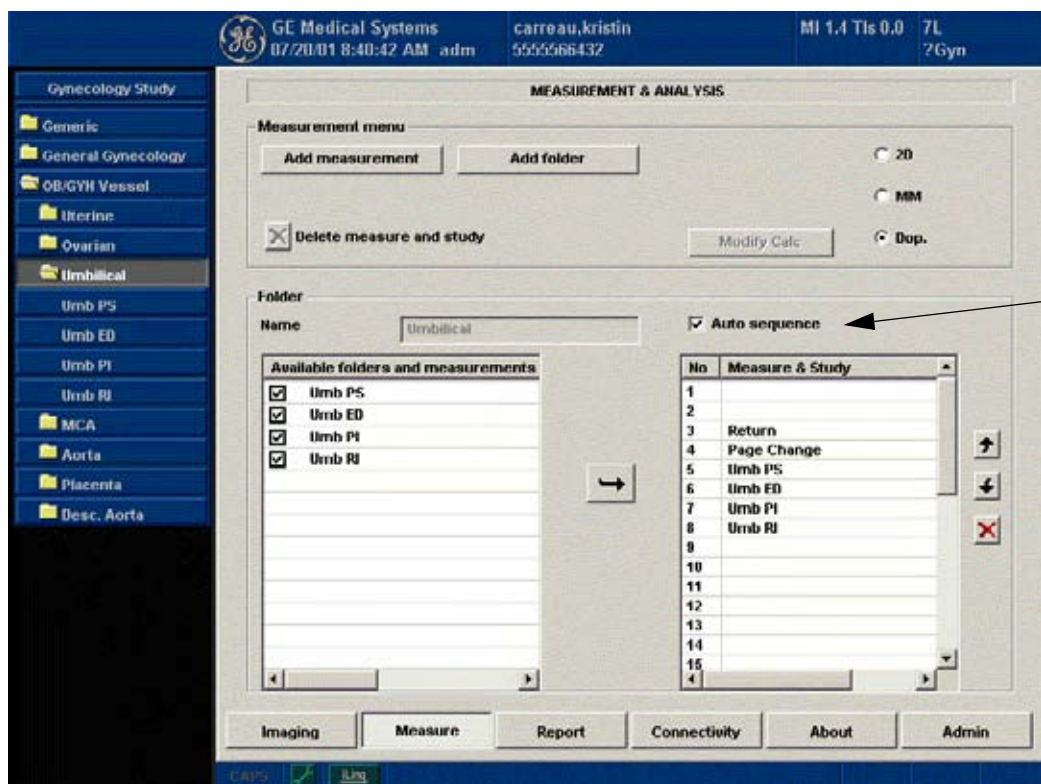 GE Medical Systems
07/20/01 8:40:42 AM adm
carreau,kristin
5555566432
MI 1.4 TIs 0.0
7L
?Gyn
Gynecology Study
Generic
General Gynecology
OB/GYN Vessel
Uterine
Ovarian
Umbilical
Umb PS
Umb ED
Umb PI
Umb RI
MCA
Aorta
Placenta
Desc. Aorta
MEASUREMENT & ANALYSIS
Measurement menu
Add measurement
Add folder
2D
MM
Dop.
Delete measure and study
Modify Calc
Folder
Name
Umbilical
Auto sequence
Available folders and measurements
Umb PS
Umb ED
Umb PI
Umb RI
No Measure & Study
1
2
3 Return
4 Page Change
5 Umb PS
6 Umb ED
7 Umb PI
8 Umb RI
9
10
11
12
13
14
15
Imaging
Measure
Report
Connectivity
About
Admin
CAPS
iLinq